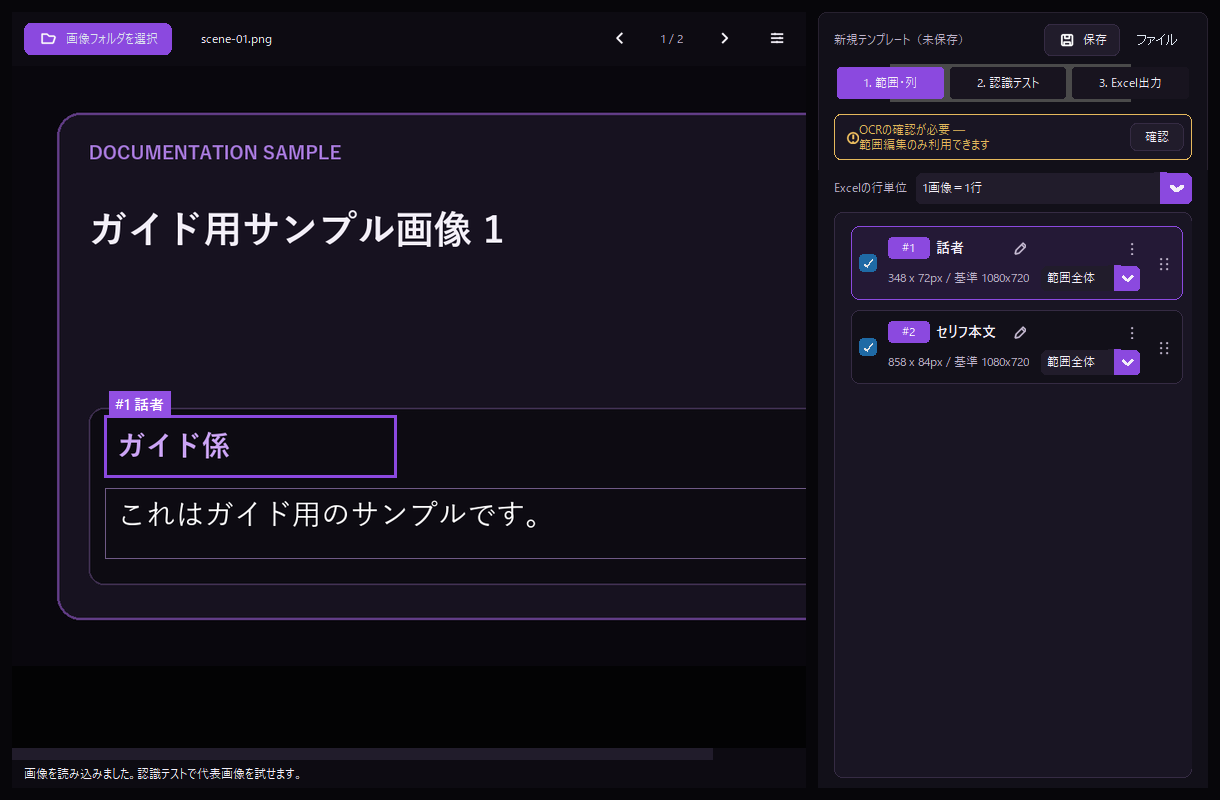 画像フォルダを選択
scene-01.png
1 / 2
DOCUMENTATION SAMPLE
ガイド用サンプル画像 1
#1 話者
ガイド係
これはガイド用のサンプルです。
画像を読み込みました。認識テストで代表画像を試せます。
新規テンプレート（未保存）
保存
ファイル
1. 範囲・列
2. 認識テスト
3. Excel出力
OCRの確認が必要 —
範囲編集のみ利用できます
確認
Excelの行単位
1画像＝1行
#1
話者
348 x 72px / 基準 1080x720
範囲全体
#2
セリフ本文
858 x 84px / 基準 1080x720
範囲全体